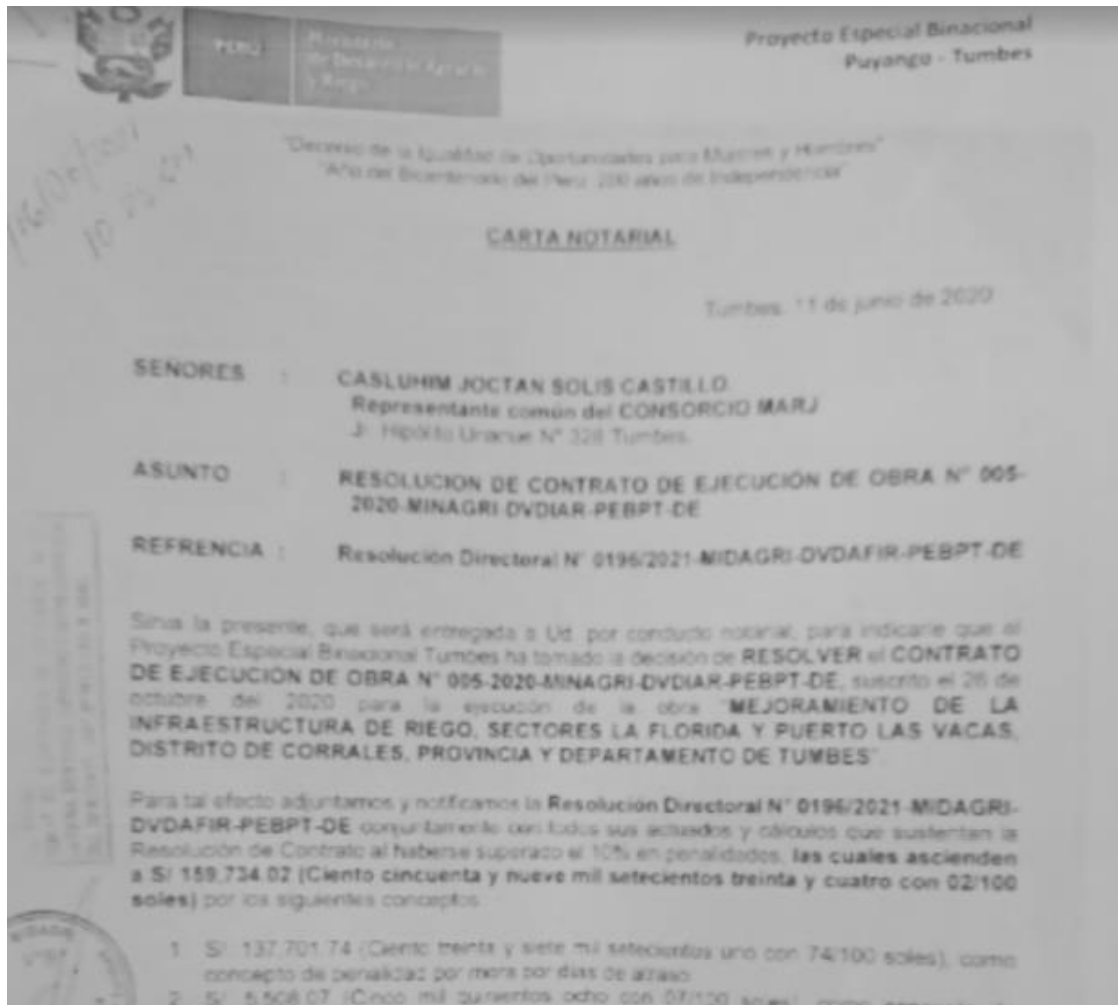 Proyecto Especial Binacional
Puyango - Tumbes
PERÚ
Ministerio
de Desarrollo Agrario
y Riego
"Decenio de la Igualdad de Oportunidades para Mujeres y Hombres"
"Año del Bicentenario del Perú: 200 años de Independencia"
CARTA NOTARIAL
Tumbes, 11 de junio de 2020
SEÑORES :
CASLUHIM JOCTAN SOLIS CASTILLO.
Representante común del CONSORCIO MARJ
Jr. Hipólito Unanue N° 328 Tumbes.
ASUNTO :
RESOLUCIÓN DE CONTRATO DE EJECUCIÓN DE OBRA N° 005-
2020-MINAGRI-DVDIAR-PEBPT-DE
REFRENCIA :
Resolución Directoral N° 0196/2021-MIDAGRI-DVDAFIR-PEBPT-DE
Sirva la presente, que será entregada a Ud. por conducto notarial, para indicarle que el
Proyecto Especial Binacional Tumbes ha tomado la decisión de RESOLVER el CONTRATO
DE EJECUCIÓN DE OBRA N° 005-2020-MINAGRI-DVDIAR-PEBPT-DE, suscrito el 26 de
octubre del 2020 para la ejecución de la obra "MEJORAMIENTO DE LA
INFRAESTRUCTURA DE RIEGO, SECTORES LA FLORIDA Y PUERTO LAS VACAS,
DISTRITO DE CORRALES, PROVINCIA Y DEPARTAMENTO DE TUMBES".
Para tal efecto adjuntamos y notificamos la Resolución Directoral N° 0196/2021-MIDAGRI-
DVDAFIR-PEBPT-DE conjuntamente con todos sus actuados y cálculos que sustentan la
Resolución de Contrato al haberse superado el 10% en penalidades, las cuales ascienden
a S/ 159,734.02 (Ciento cincuenta y nueve mil setecientos treinta y cuatro con 02/100
soles) por los siguientes conceptos:
1. S/ 137,701.74 (Ciento treinta y siete mil setecientos uno con 74/100 soles), como
concepto de penalidad por mora por días de atraso.
2. S/ 5,508.07 (Cinco mil quinientos ocho con 07/100 soles), como